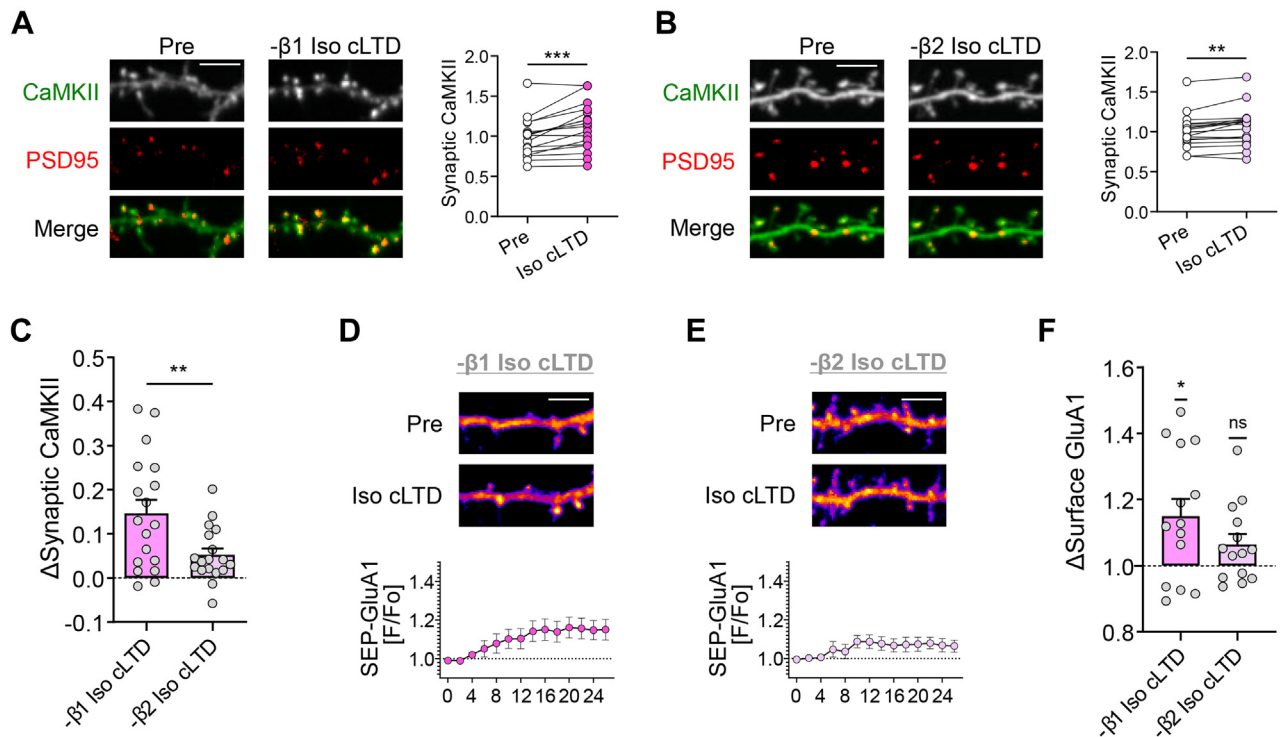 A
Pre
-β1 Iso cLTD
CaMKII
PSD95
Merge
***
Synaptic CaMKII
2.0
1.5
1.0
0.5
0.0
Pre
Iso cLTD
B
Pre
-β2 Iso cLTD
CaMKII
PSD95
Merge
**
Synaptic CaMKII
2.0
1.5
1.0
0.5
0.0
Pre
Iso cLTD
C
ΔSynaptic CaMKII
**
0.5
0.4
0.3
0.2
0.1
0.0
-0.1
-β1 Iso cLTD
-β2 Iso cLTD
D
-β1 Iso cLTD
Pre
Iso cLTD
SEP-GluA1
[F/Fo]
1.4
1.2
1.0
0 4 8 12 16 20 24
E
-β2 Iso cLTD
Pre
Iso cLTD
SEP-GluA1
[F/Fo]
1.4
1.2
1.0
0 4 8 12 16 20 24
F
ΔSurface GluA1
*
ns
1.6
1.4
1.2
1.0
0.8
-β1 Iso cLTD
-β2 Iso cLTD